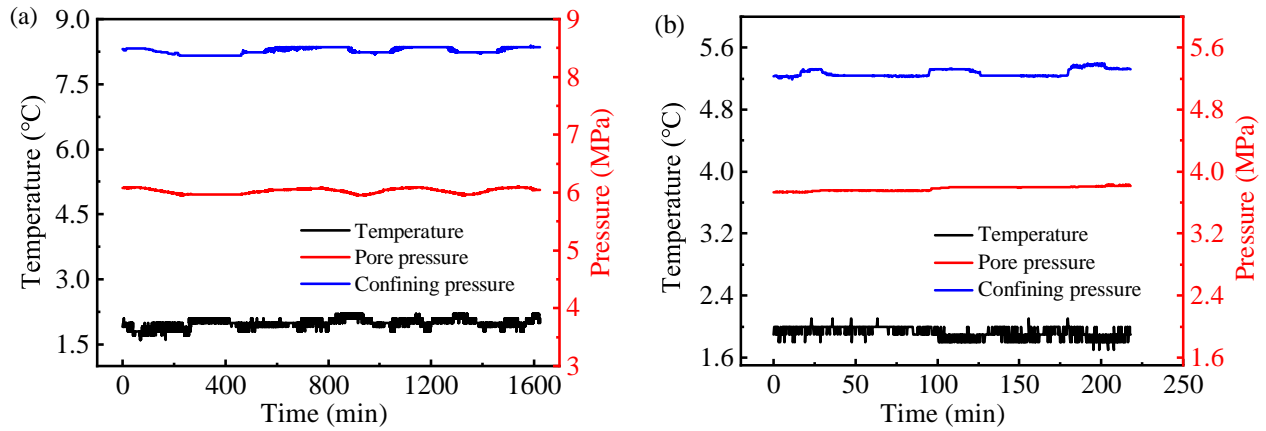 (a)
9.0
7.5
6.0
4.5
3.0
1.5
Temperature (°C)
9
8
7
6
5
4
3
Pressure (MPa)
Temperature
Pore pressure
Confining pressure
0 400 800 1200 1600
Time (min)
(b)
5.6
4.8
4.0
3.2
2.4
1.6
Temperature (°C)
5.6
4.8
4.0
3.2
2.4
1.6
Pressure (MPa)
Temperature
Pore pressure
Confining pressure
0 50 100 150 200 250
Time (min)